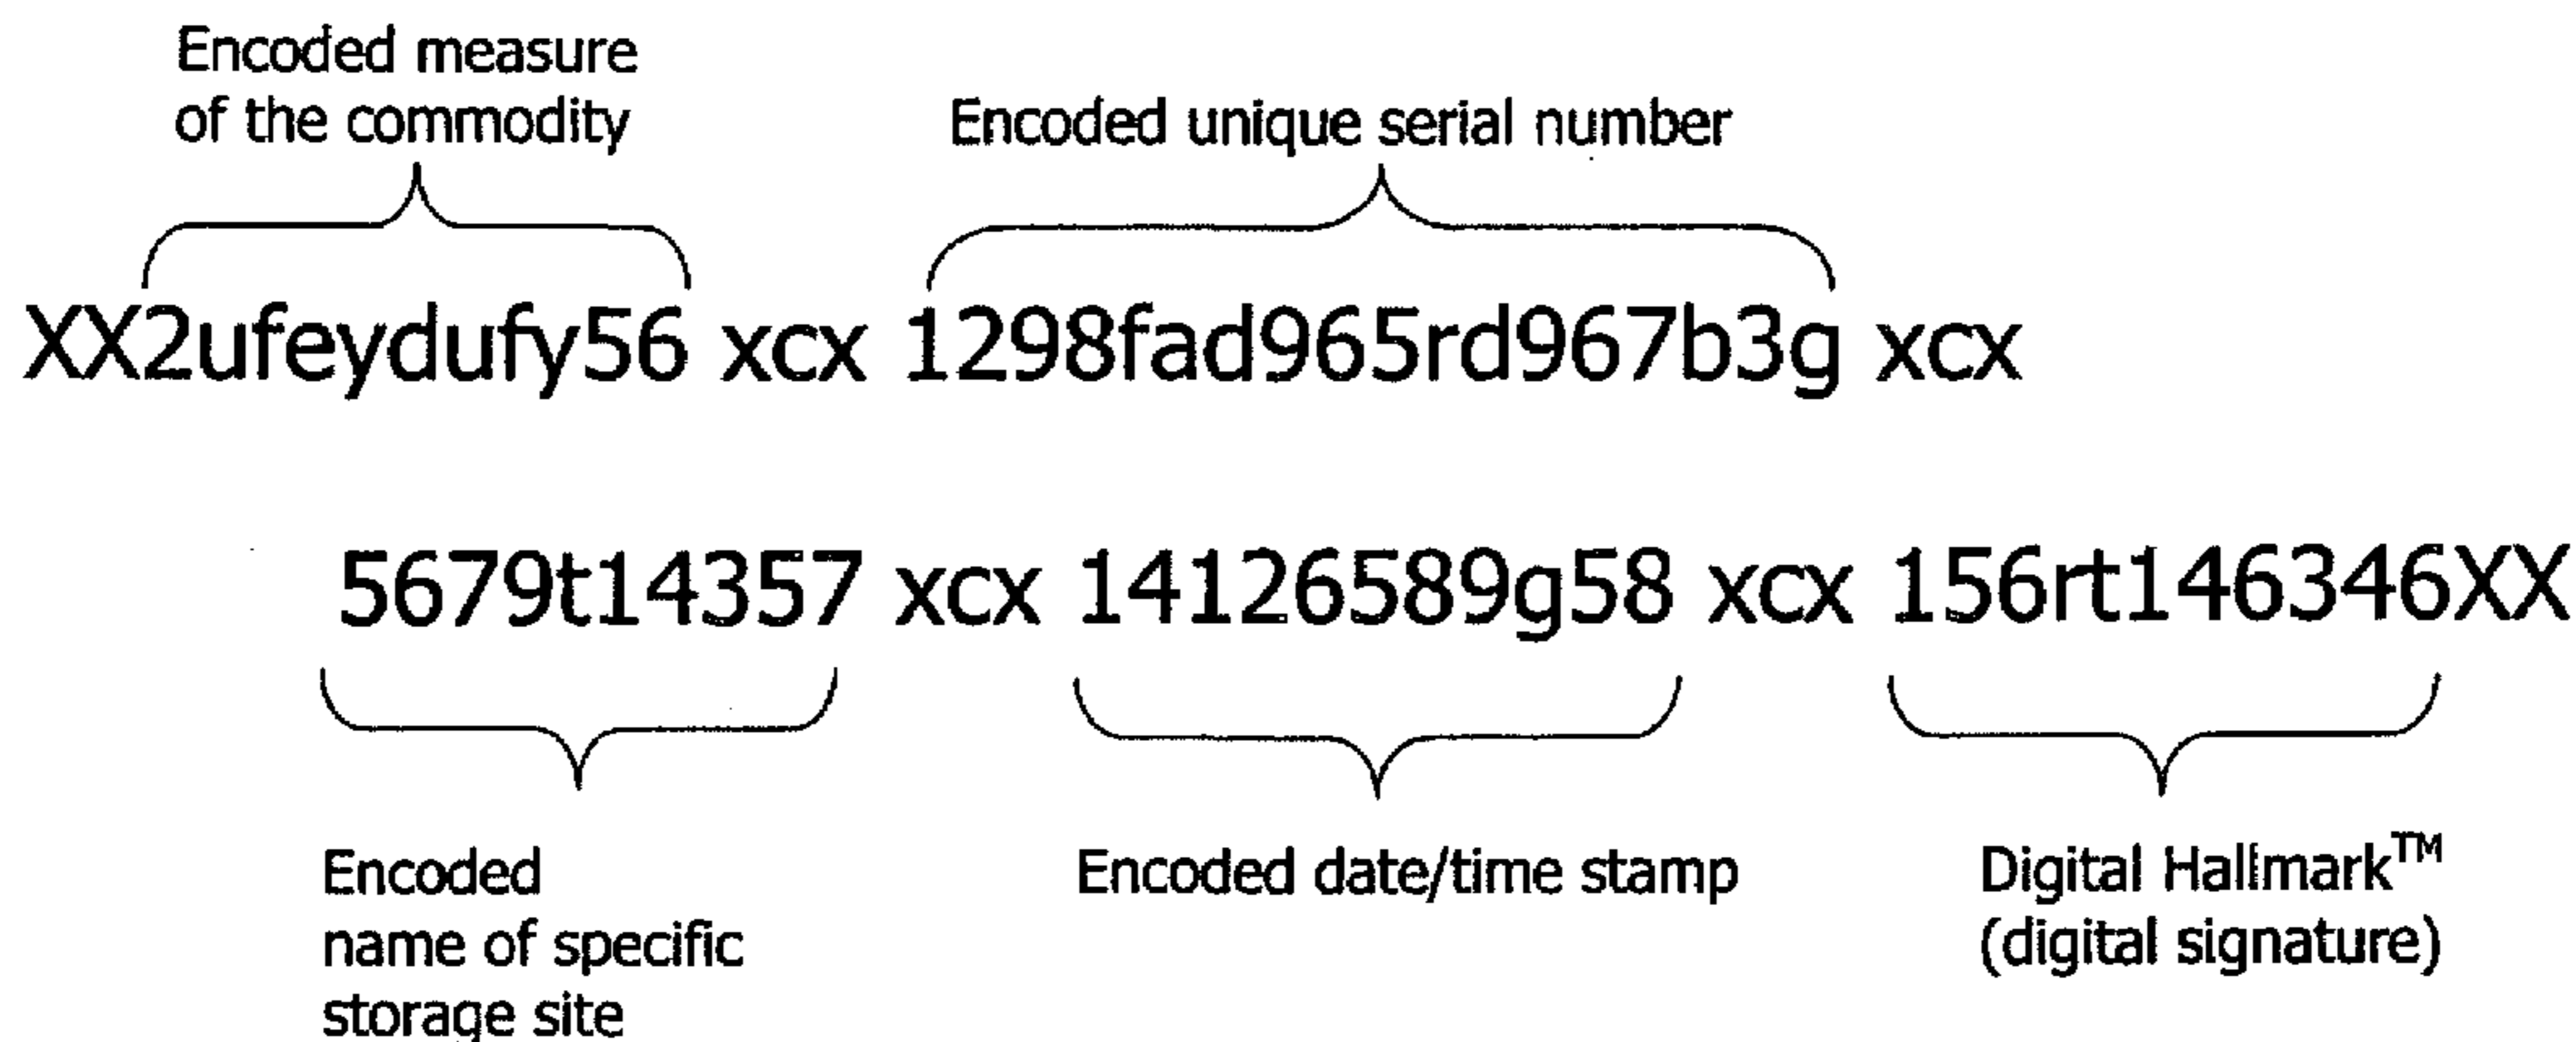 Encoded measure
of the commodity
Encoded unique serial number
XX2ufeydufy56 xcx 1298fad965rd967b3g xcx
5679t14357 xcx 14126589g58 xcx 156rt146346XX
Encoded
name of specific
storage site
Encoded date/time stamp
Digital Hallmark™
(digital signature)